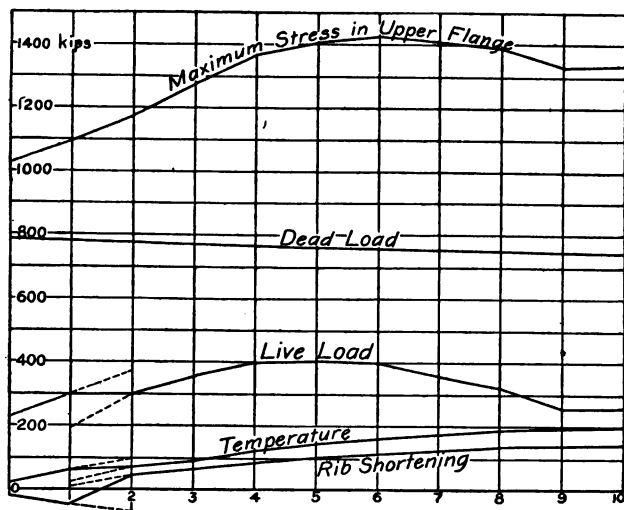 1400 kips
Maximum Stress in Upper Flange
1200
1000
800
Dead Load
600
400
Live Load
200
Temperature
Rib Shortening
0
1 2 3 4 5 6 7 8 9 10